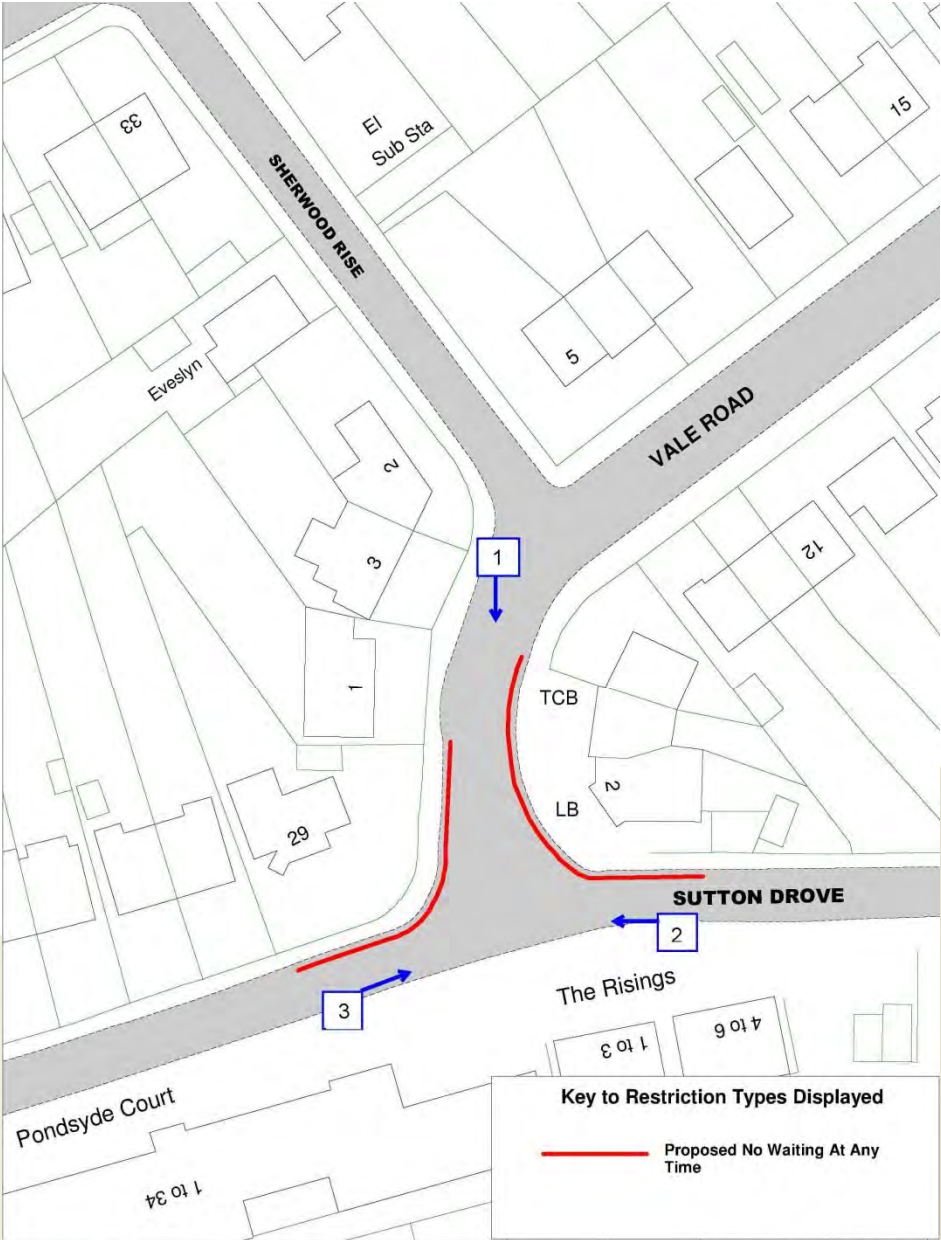 33
El
Sub Sta
15
SHERWOOD RISE
5
Eveslyn
VALE ROAD
2
1
12
3
1
TCB
2
LB
29
SUTTON DROVE
2
The Risings
3
1 to 3
4 to 6
Pondsyde Court
1 to 34
Key to Restriction Types Displayed
Proposed No Waiting At Any
Time